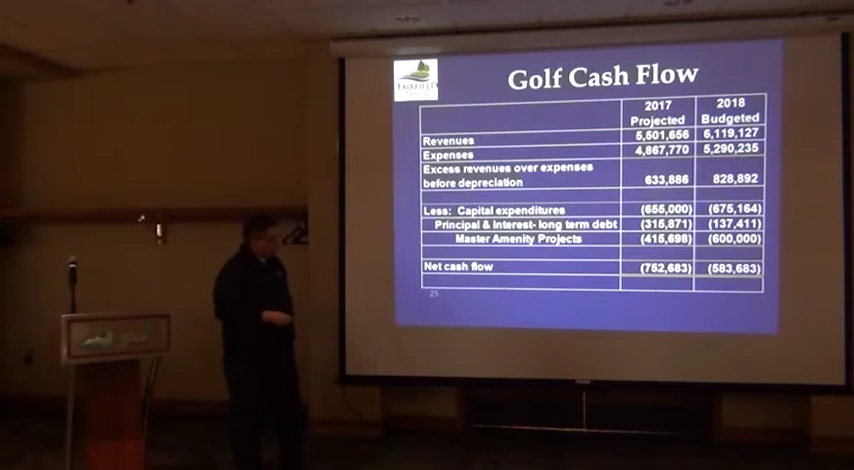 FAIRFIELD
Golf Cash Flow
2017 2018
Projected Budgeted
Revenues 5,501,656 6,119,127
Expenses 4,867,770 5,290,235
Excess revenues over expenses
before depreciation 633,886 828,892
Less: Capital expenditures (655,000) (675,164)
Principal & Interest- long term debt (315,871) (137,411)
Master Amenity Projects (415,698) (600,000)
Net cash flow (752,683) (583,683)
25